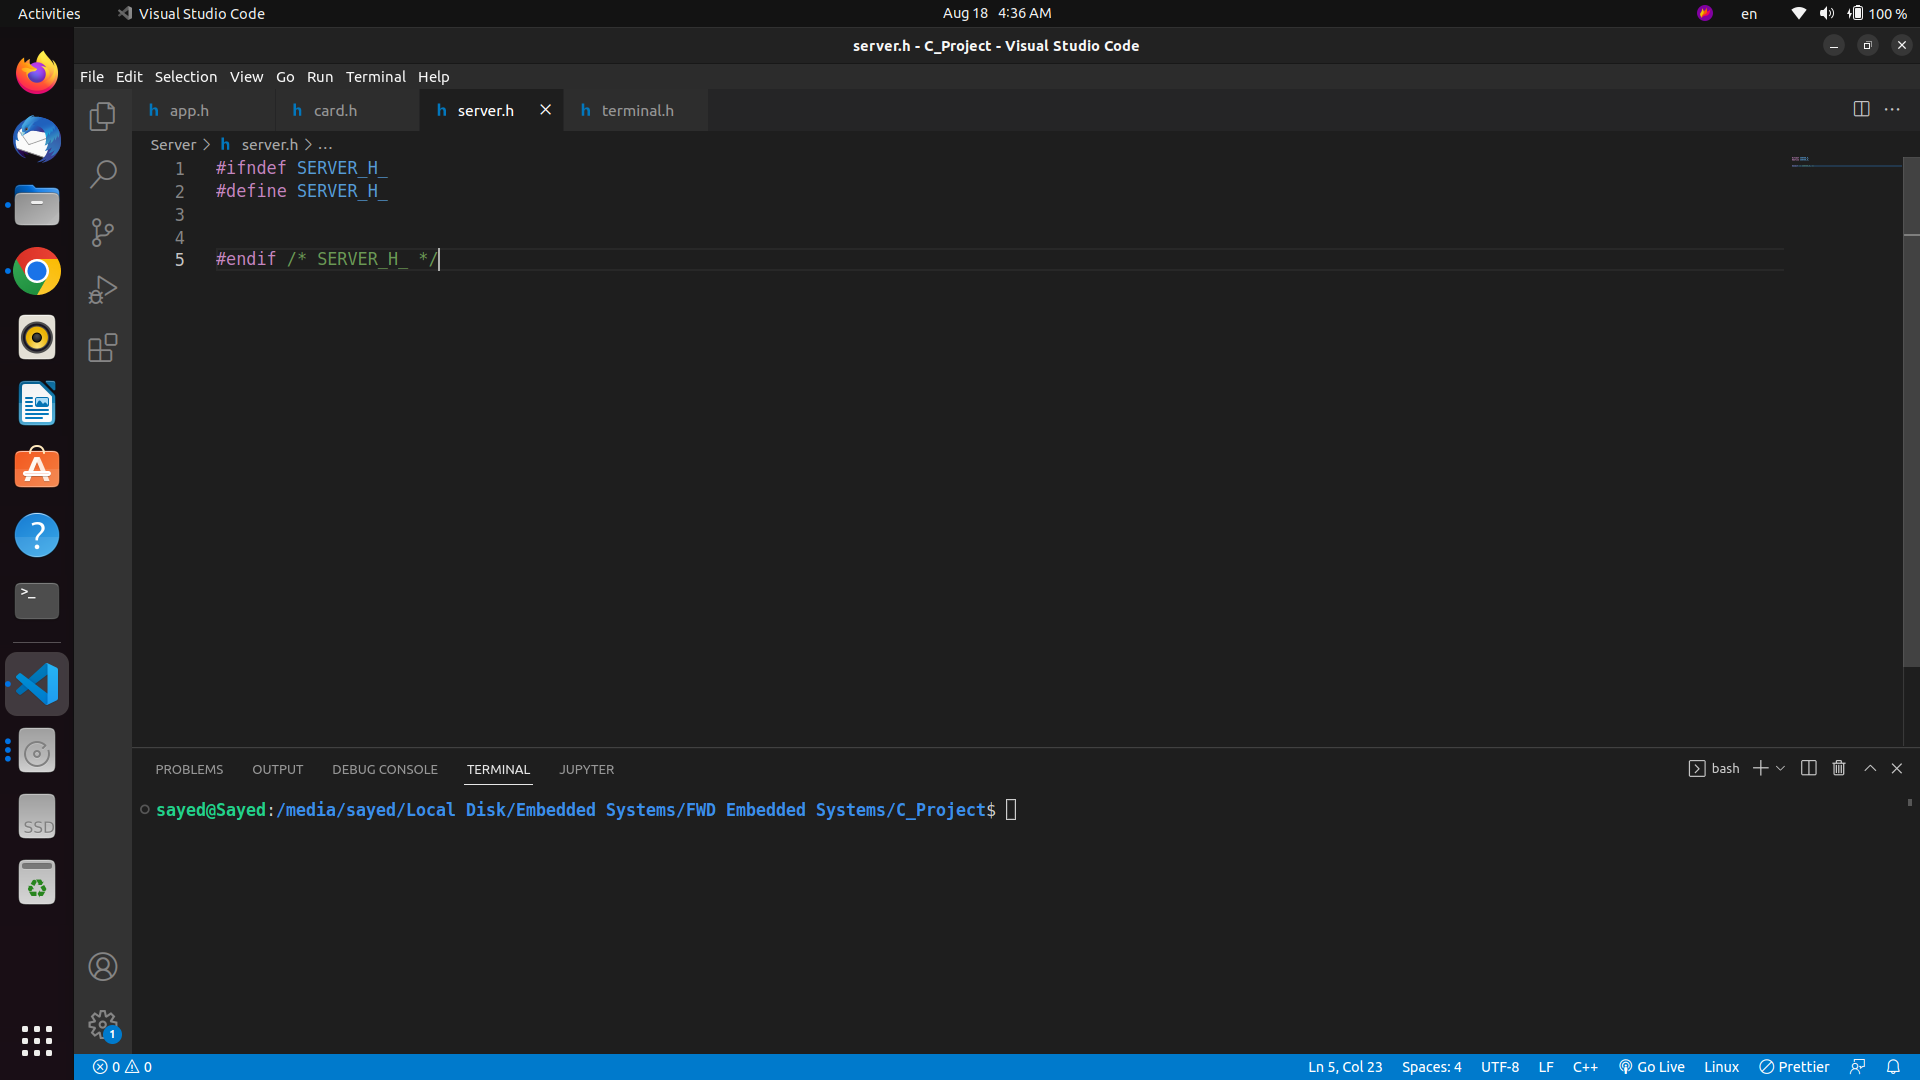 Activities Visual Studio Code Aug 18 4:36 AM en 100 %
server.h - C_Project - Visual Studio Code
File Edit Selection View Go Run Terminal Help
h app.h h card.h h server.h h terminal.h
Server > h server.h > ...
1 #ifndef SERVER_H_
2 #define SERVER_H_
3
4
5 #endif /* SERVER_H_ */
PROBLEMS OUTPUT DEBUG CONSOLE TERMINAL JUPYTER bash
sayed@Sayed:/media/sayed/Local Disk/Embedded Systems/FWD Embedded Systems/C_Project$
SSD
1
0 0 Ln 5, Col 23 Spaces: 4 UTF-8 LF C++ Go Live Linux Prettier